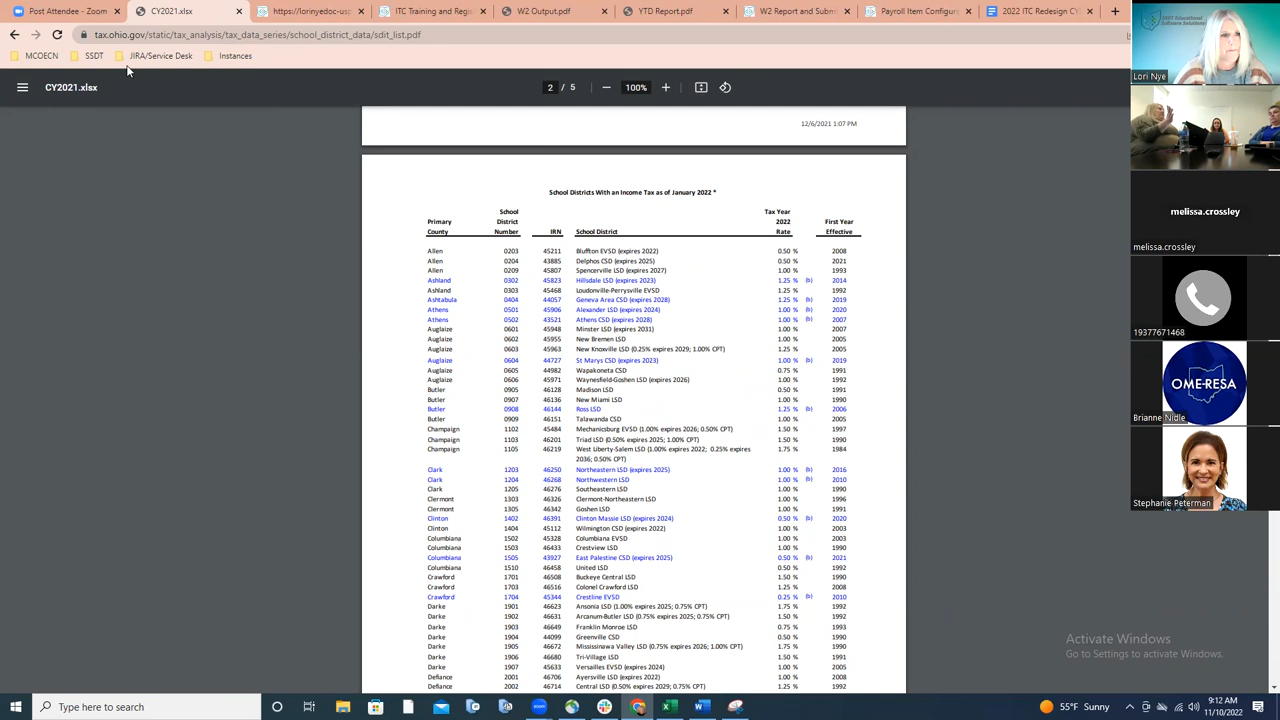 W2 Demo
CY2021.xlsx
https://loriendoc-su
W2 Output.pdf
W2 Submission
Payroll Item Configura
2022 ITC Redesign CY
tax.ohio.gov/static/tax_analysis/tax_data_series/school_district_data/sdit_list.pdf
MCOECN
SSDT
JIRA/Service Desk
Instances
CY2021.xlsx
2 / 5
100%
12/6/2021 1:07 PM
School Districts With an Income Tax as of January 2022 *
Primary County School District Number IRN School District Tax Year 2022 Rate First Year Effective
Allen 0203 45211 Bluffton EVSD (expires 2022) 0.50 % 2008
Allen 0204 43885 Delphos CSD (expires 2025) 0.50 % 2021
Allen 0209 45807 Spencerville LSD (expires 2027) 1.00 % 1993
Ashland 0302 45823 Hillsdale LSD (expires 2023) 1.25 % (b) 2014
Ashland 0303 45468 Loudonville-Perrysville EVSD 1.25 % 1992
Ashtabula 0404 44057 Geneva Area CSD (expires 2028) 1.25 % (b) 2019
Athens 0501 45906 Alexander LSD (expires 2024) 1.00 % (b) 2020
Athens 0502 43521 Athens CSD (expires 2028) 1.00 % (b) 2007
Auglaize 0601 45948 Minster LSD (expires 2031) 1.00 % 2007
Auglaize 0602 45955 New Bremen LSD 1.00 % 2005
Auglaize 0603 45963 New Knoxville LSD (0.25% expires 2029; 1.00% CPT) 1.25 % 2005
Auglaize 0604 44727 St Marys CSD (expires 2023) 1.00 % (b) 2019
Auglaize 0605 44982 Wapakoneta CSD 0.75 % 1991
Auglaize 0606 45971 Waynesfield-Goshen LSD (expires 2026) 1.00 % 1992
Butler 0905 46128 Madison LSD 0.50 % 1991
Butler 0907 46136 New Miami LSD 1.00 % 1990
Butler 0908 46144 Ross LSD 1.25 % (b) 2006
Butler 0909 46151 Talawanda CSD 1.00 % 2005
Champaign 1102 45484 Mechanicsburg EVSD (1.00% expires 2026; 0.50% CPT) 1.50 % 1997
Champaign 1103 46201 Triad LSD (0.50% expires 2025; 1.00% CPT) 1.50 % 1990
Champaign 1105 46219 West Liberty-Salem LSD (1.00% expires 2022; 0.25% expires 1.75 % 1984
2036; 0.50% CPT)
Clark 1203 46250 Northeastern LSD (expires 2025) 1.00 % (b) 2016
Clark 1204 46268 Northwestern LSD 1.00 % (b) 2010
Clark 1205 46276 Southeastern LSD 1.00 % 1990
Clermont 1303 46326 Clermont-Northeastern LSD 1.00 % 1996
Clermont 1305 46342 Goshen LSD 1.00 % 1991
Clinton 1402 46391 Clinton Massie LSD (expires 2024) 0.50 % (b) 2020
Clinton 1404 45112 Wilmington CSD (expires 2022) 1.00 % 2003
Columbiana 1502 45328 Columbiana EVSD 1.00 % 2003
Columbiana 1503 46433 Crestview LSD 1.00 % 1990
Columbiana 1505 43927 East Palestine CSD (expires 2025) 0.50 % (b) 2021
Columbiana 1510 46458 United LSD 0.50 % 1992
Crawford 1701 46508 Buckeye Central LSD 1.50 % 1990
Crawford 1703 46516 Colonel Crawford LSD 1.25 % 2008
Crawford 1704 45344 Crestline EVSD 0.25 % (b) 2010
Darke 1901 46623 Ansonia LSD (1.00% expires 2025; 0.75% CPT) 1.75 % 1992
Darke 1902 46631 Arcanum-Butler LSD (0.75% expires 2025; 0.75% CPT) 1.50 % 1992
Darke 1903 46649 Franklin Monroe LSD 0.75 % 1993
Darke 1904 44099 Greenville CSD 0.50 % 1990
Darke 1905 46672 Mississinawa Valley LSD (0.75% expires 2026; 1.00% CPT) 1.75 % 1990
Darke 1906 46680 Tri-Village LSD 1.50 % 1991
Darke 1907 45633 Versailles EVSD (expires 2024) 1.00 % 2005
Defiance 2001 46706 Ayersville LSD (expires 2022) 1.00 % 2008
Defiance 2002 46714 Central LSD (0.50% expires 2029; 0.75% CPT) 1.25 % 1992
SSDT Educational
Software Solutions
Lori Nye
melissa.crossley
melissa.crossley
19377671468
OME-RESA
Brianne Nidle
Stephanie Peterman
Activate Windows
Go to Settings to activate Windows.
Type here to search
55°F Sunny
9:12 AM
11/10/2022